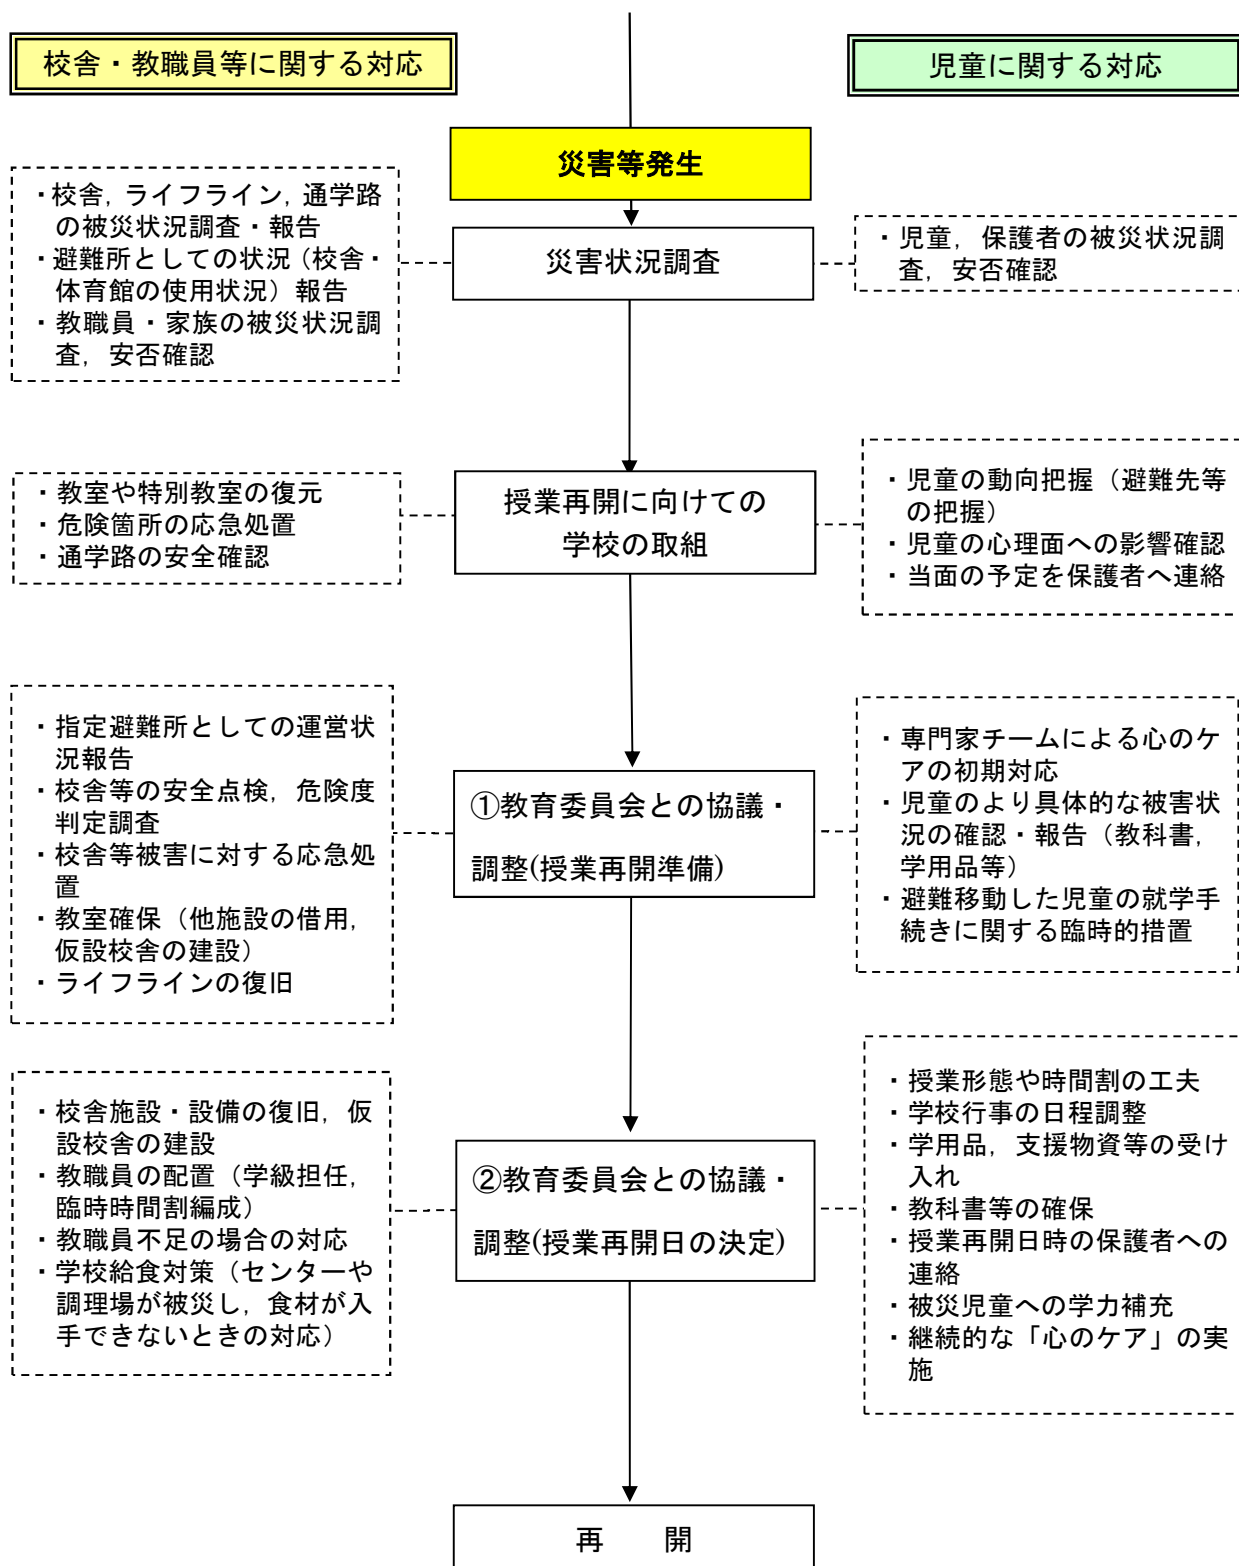 校舎・教職員等に関する対応
児童に関する対応
災害等発生
・校舎，ライフライン，通学路
の被災状況調査・報告
・避難所としての状況（校舎・
体育館の使用状況）報告
・教職員・家族の被災状況調
査，安否確認
災害状況調査
・児童，保護者の被災状況調
査，安否確認
・教室や特別教室の復元
・危険箇所の応急処置
・通学路の安全確認
授業再開に向けての
学校の取組
・児童の動向把握（避難先等
の把握）
・児童の心理面への影響確認
・当面の予定を保護者へ連絡
・指定避難所としての運営状
況報告
・校舎等の安全点検，危険度
判定調査
・校舎等被害に対する応急処
置
・教室確保（他施設の借用，
仮設校舎の建設）
・ライフラインの復旧
①教育委員会との協議・
調整(授業再開準備)
・専門家チームによる心のケ
アの初期対応
・児童のより具体的な被害状
況の確認・報告（教科書，
学用品等）
・避難移動した児童の就学手
続きに関する臨時的措置
・校舎施設・設備の復旧，仮
設校舎の建設
・教職員の配置（学級担任，
臨時時間割編成）
・教職員不足の場合の対応
・学校給食対策（センターや
調理場が被災し，食材が入
手できないときの対応）
②教育委員会との協議・
調整(授業再開日の決定)
・授業形態や時間割の工夫
・学校行事の日程調整
・学用品，支援物資等の受け
入れ
・教科書等の確保
・授業再開日時の保護者への
連絡
・被災児童への学力補充
・継続的な「心のケア」の実
施
再　　開